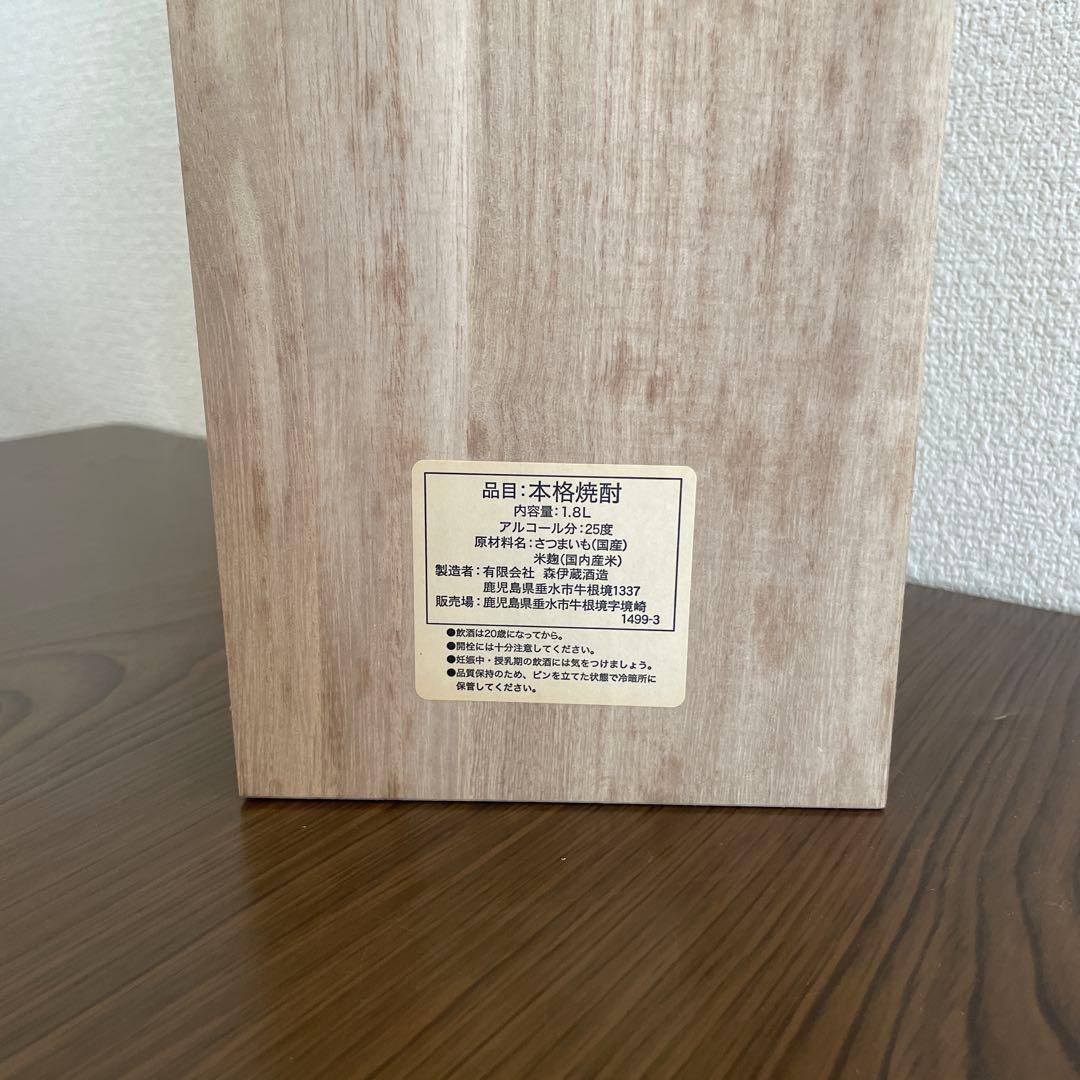 品目:本格焼酎
内容量:1.8L
アルコール分:25度
原材料名:さつまいも(国産)
米麹(国内産米)
製造者:有限会社 森伊蔵酒造
鹿児島県垂水市牛根境1337
販売場:鹿児島県垂水市牛根境字境崎
1499-3
●飲酒は20歳になってから。
●開栓には十分注意してください。
●妊娠中・授乳期の飲酒には気をつけましょう。
●品質保持のため、ビンを立てた状態で冷暗所に
保管してください。